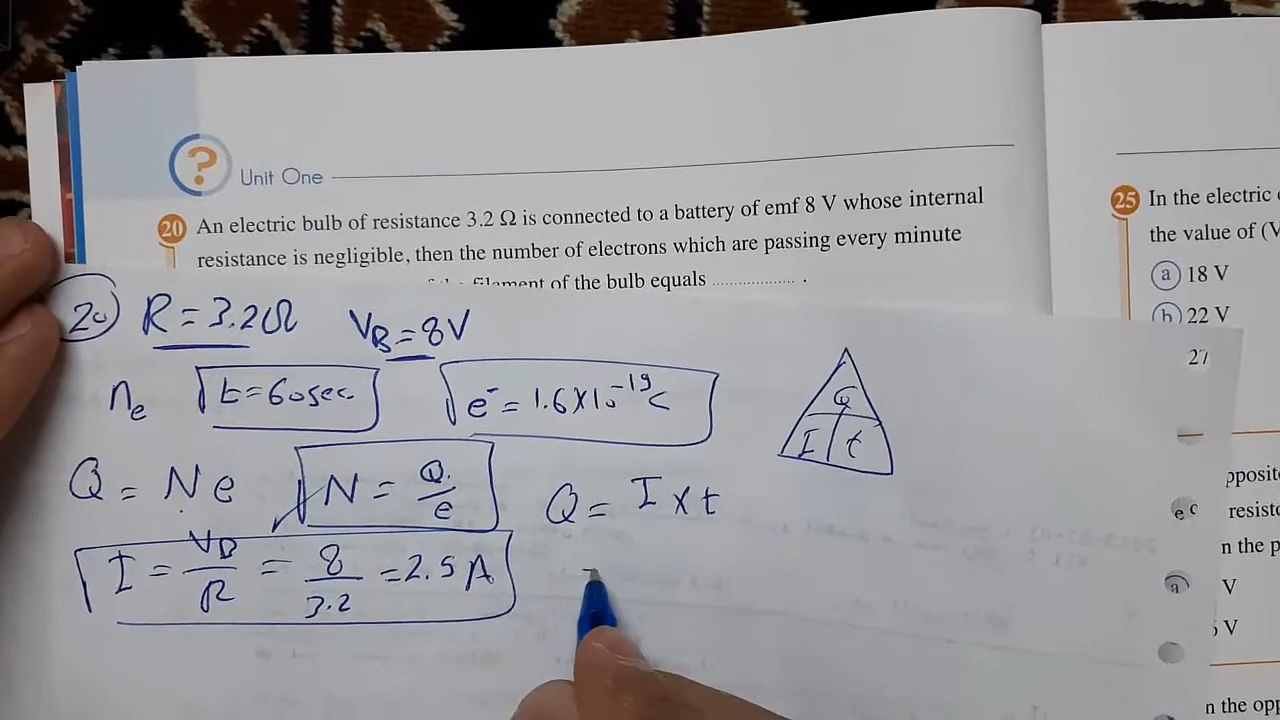 Unit One
20 An electric bulb of resistance 3.2 Ω is connected to a battery of emf 8 V whose internal
resistance is negligible, then the number of electrons which are passing every minute
filament of the bulb equals .................... .
20 R = 3.2Ω V_B = 8V
n_e t = 60sec e⁻ = 1.6×10⁻¹⁹ C
Q = Ne N = Q/e Q = I × t
I = V_B/R = 8/3.2 = 2.5 A
Q
I t
25 In the electric
the value of (V
a 18 V
b 22 V
27
opposit
e c resist
n the p
a V
V
n the opp